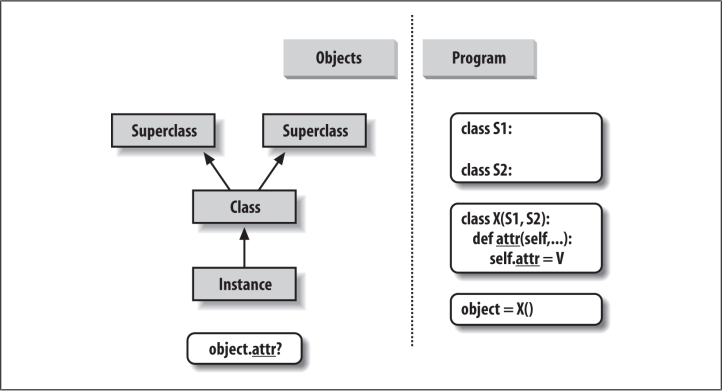 Objects
Program
Superclass
Superclass
Class
Instance
object.attr?
class S1:
class S2:
class X(S1, S2):
def attr(self,...):
self.attr = V
object = X()